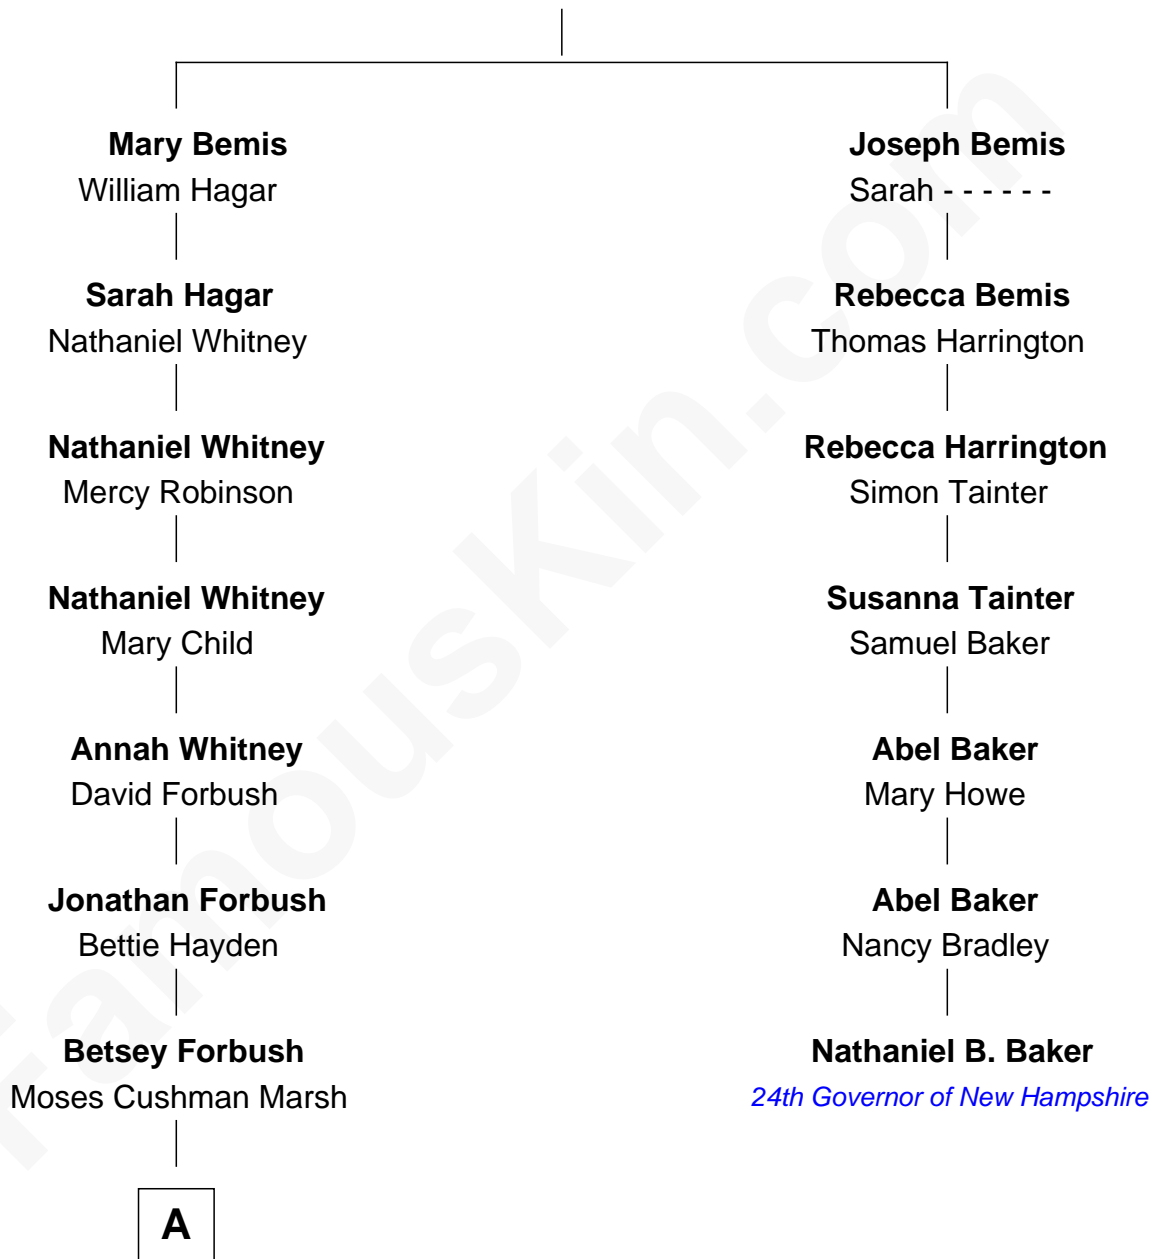 Mary Bemis
William Hagar
Joseph Bemis
Sarah - - - - - -
Sarah Hagar
Nathaniel Whitney
Rebecca Bemis
Thomas Harrington
Nathaniel Whitney
Mercy Robinson
Rebecca Harrington
Simon Tainter
Nathaniel Whitney
Mary Child
Susanna Tainter
Samuel Baker
Annah Whitney
David Forbush
Abel Baker
Mary Howe
Jonathan Forbush
Bettie Hayden
Abel Baker
Nancy Bradley
Betsey Forbush
Moses Cushman Marsh
Nathaniel B. Baker
24th Governor of New Hampshire
A
FamousKin.com